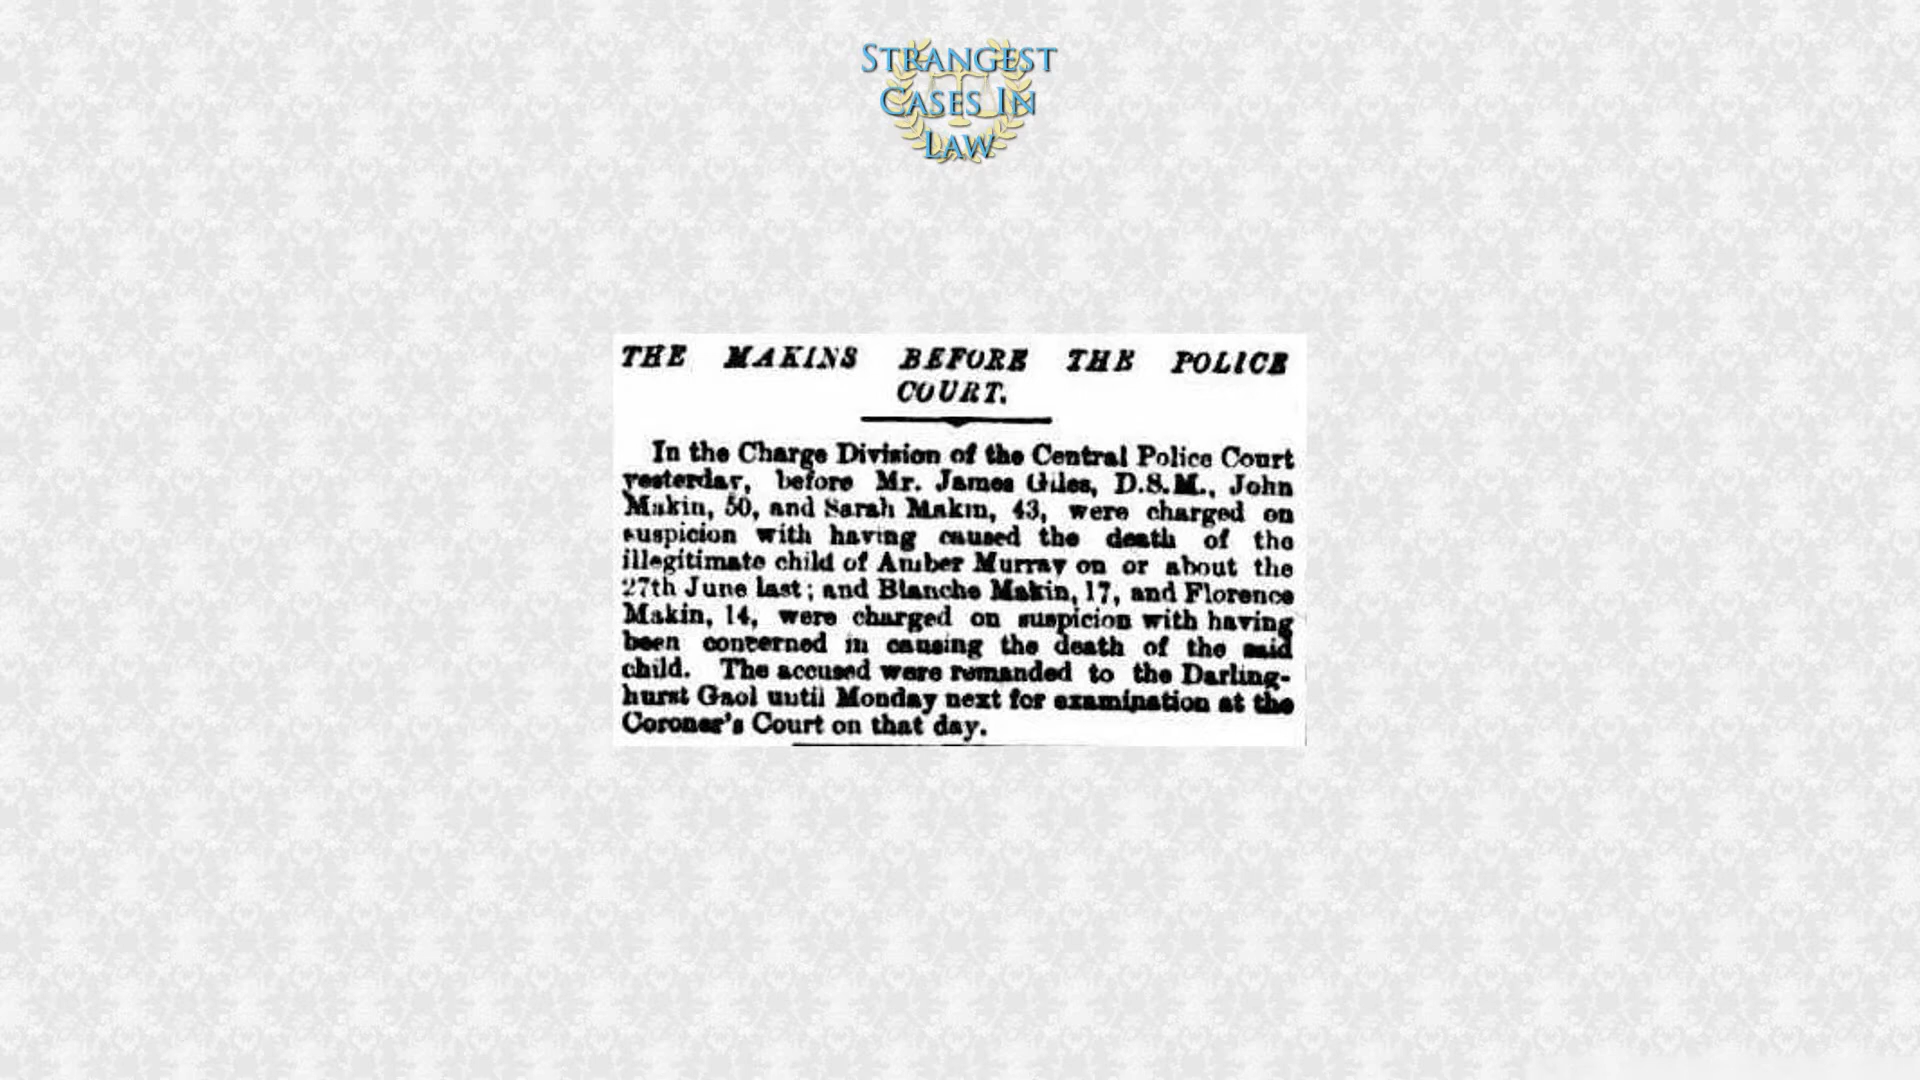 STRANGEST
CASES IN
LAW
THE MAKINS BEFORE THE POLICE
COURT.
In the Charge Division of the Central Police Court
yesterday, before Mr. James Giles, D.S.M., John
Makin, 50, and Sarah Makin, 43, were charged on
suspicion with having caused the death of the
illegitimate child of Amber Murray on or about the
27th June last; and Blanche Makin, 17, and Florence
Makin, 14, were charged on suspicion with having
been concerned in causing the death of the said
child. The accused were remanded to the Darling-
hurst Gaol until Monday next for examination at the
Coroner's Court on that day.